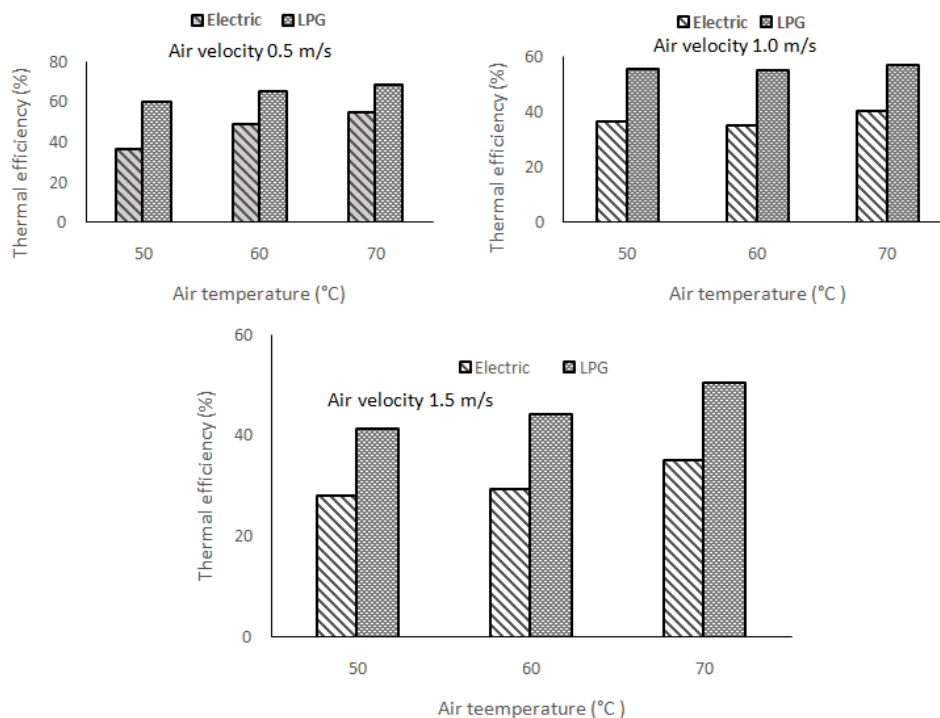 Electric LPG
Air velocity 0.5 m/s
Thermal efficiency (%)
80
60
40
20
0
50 60 70
Air temperature (°C)
Electric LPG
Air velocity 1.0 m/s
Thermal efficiency (%)
60
40
20
0
50 60 70
Air temperature (°C )
Electric LPG
Air velocity 1.5 m/s
Thermal efficiency (%)
60
40
20
0
50 60 70
Air teemperature (°C )